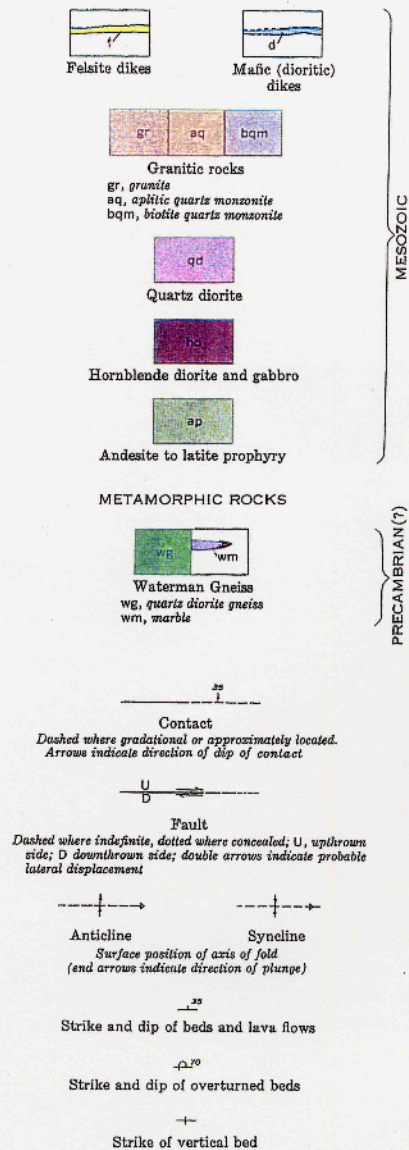 f
d
Felsite dikes
Mafic (dioritic)
dikes
gr
aq
bqm
Granitic rocks
gr, granite
aq, aplitic quartz monzonite
bqm, biotite quartz monzonite
qd
Quartz diorite
hd
Hornblende diorite and gabbro
ap
Andesite to latite prophyry
MESOZOIC
METAMORPHIC ROCKS
wg
wm
Waterman Gneiss
wg, quartz diorite gneiss
wm, marble
PRECAMBRIAN(?)
35
Contact
Dashed where gradational or approximately located.
Arrows indicate direction of dip of contact
U
D
Fault
Dashed where indefinite, dotted where concealed; U, upthrown
side; D downthrown side; double arrows indicate probable
lateral displacement
Anticline
Syncline
Surface position of axis of fold
(end arrows indicate direction of plunge)
35
Strike and dip of beds and lava flows
70
Strike and dip of overturned beds
Strike of vertical bed